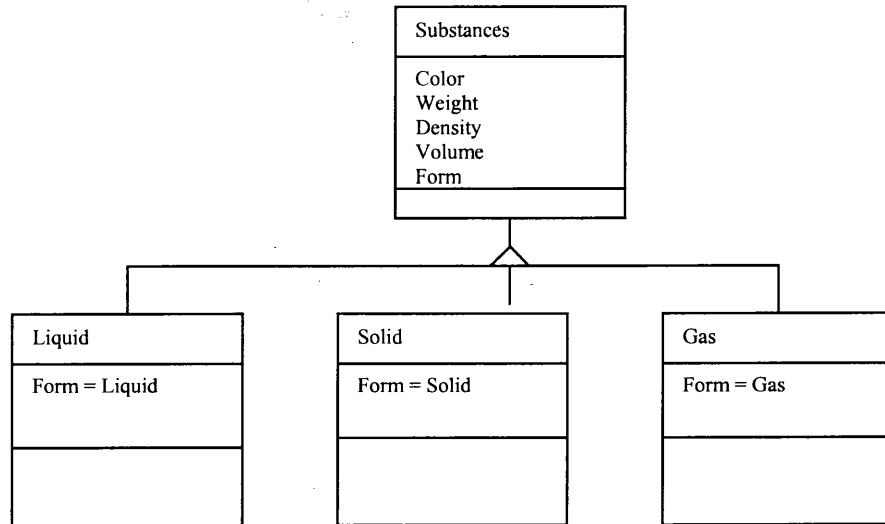 Substances
Color
Weight
Density
Volume
Form
Liquid
Form = Liquid
Solid
Form = Solid
Gas
Form = Gas